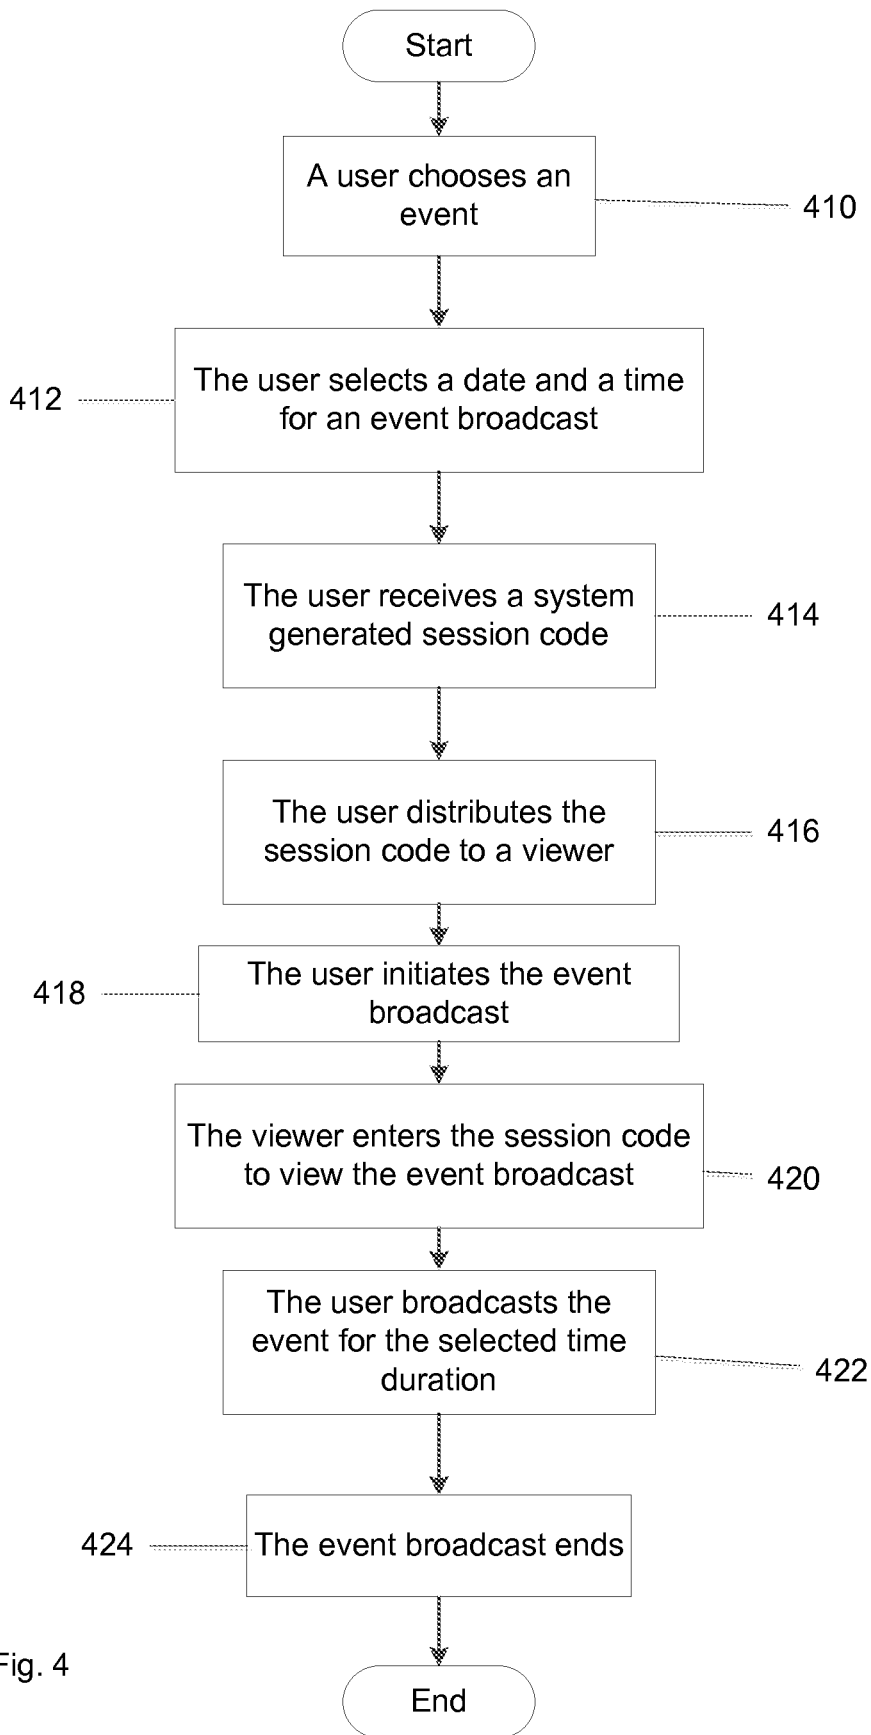 Start
A user chooses an
event
410
The user selects a date and a time
for an event broadcast
412
The user receives a system
generated session code
414
The user distributes the
session code to a viewer
416
The user initiates the event
broadcast
418
The viewer enters the session code
to view the event broadcast
420
The user broadcasts the
event for the selected time
duration
422
The event broadcast ends
424
Fig. 4
End